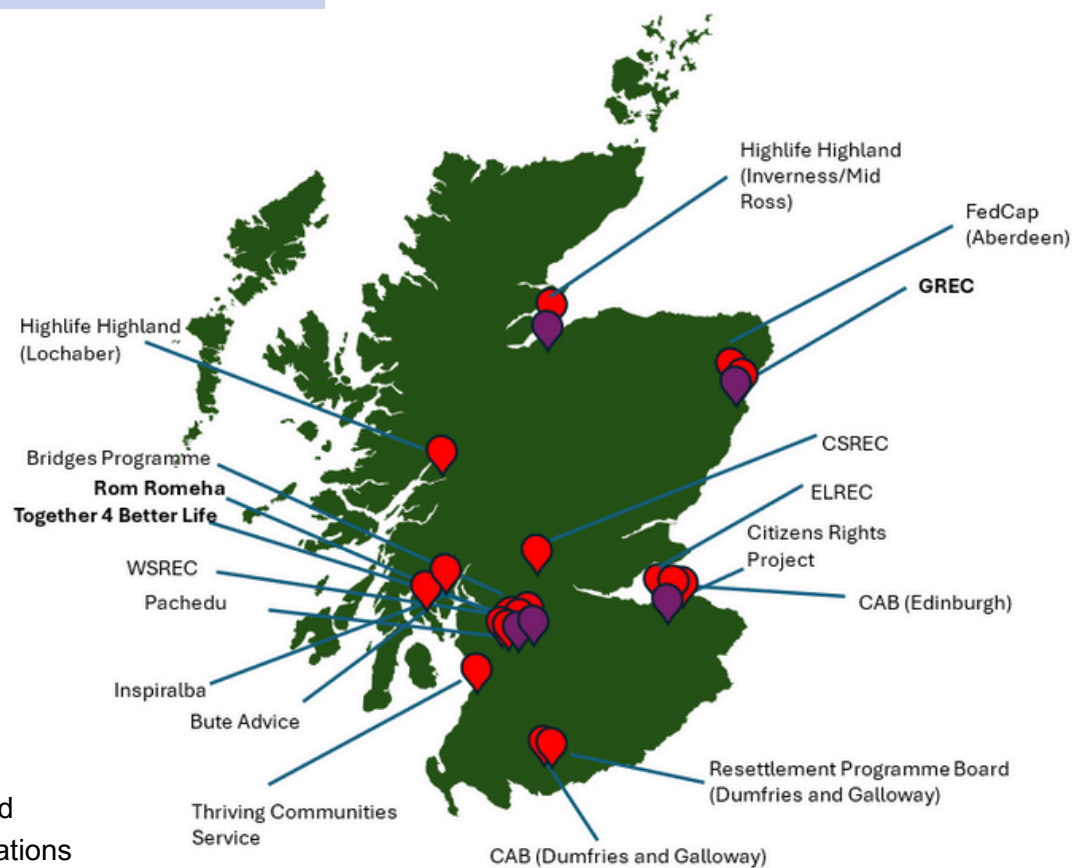 Highlife Highland
(Inverness/Mid
Ross)
FedCap
(Aberdeen)
GREC
Highlife Highland
(Lochaber)
Bridges Programme
Rom Romeha
Together 4 Better Life
CSREC
ELREC
Citizens Rights
Project
WSREC
Pachedu
CAB (Edinburgh)
Inspiralba
Bute Advice
Resettlement Programme Board
(Dumfries and Galloway)
Thriving Communities
Service
CAB (Dumfries and Galloway)